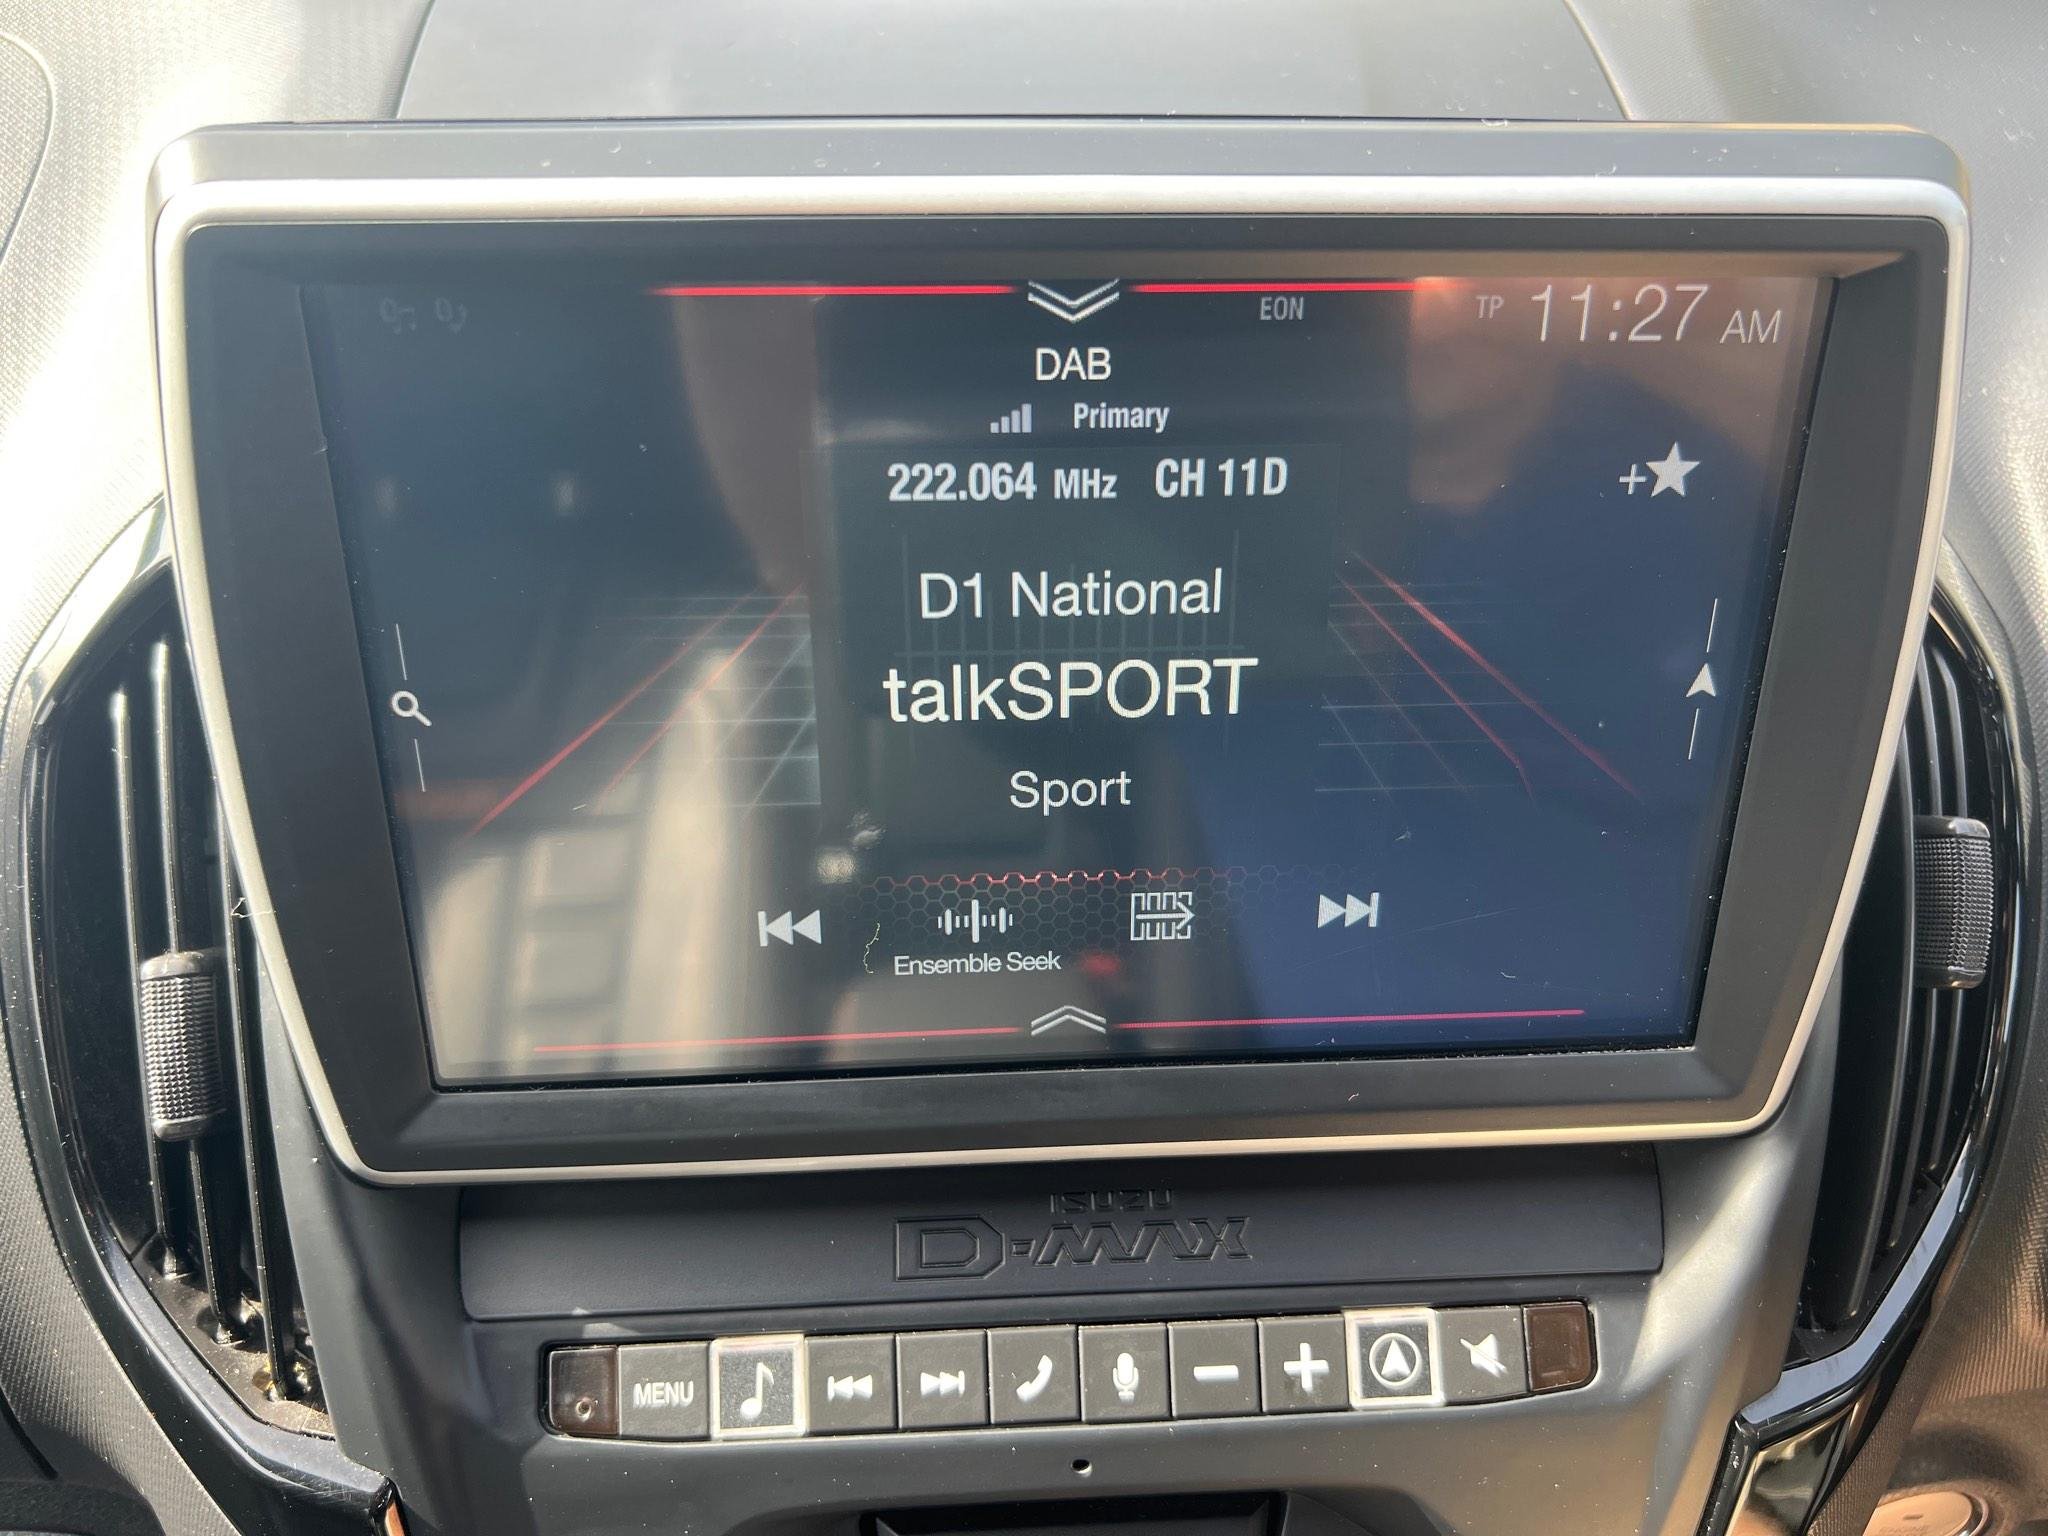 EON TP 11:27 AM
DAB
Primary
222.064 MHz CH 11D
D1 National
talkSPORT
Sport
Ensemble Seek
ISUZU
D-MAX
MENU